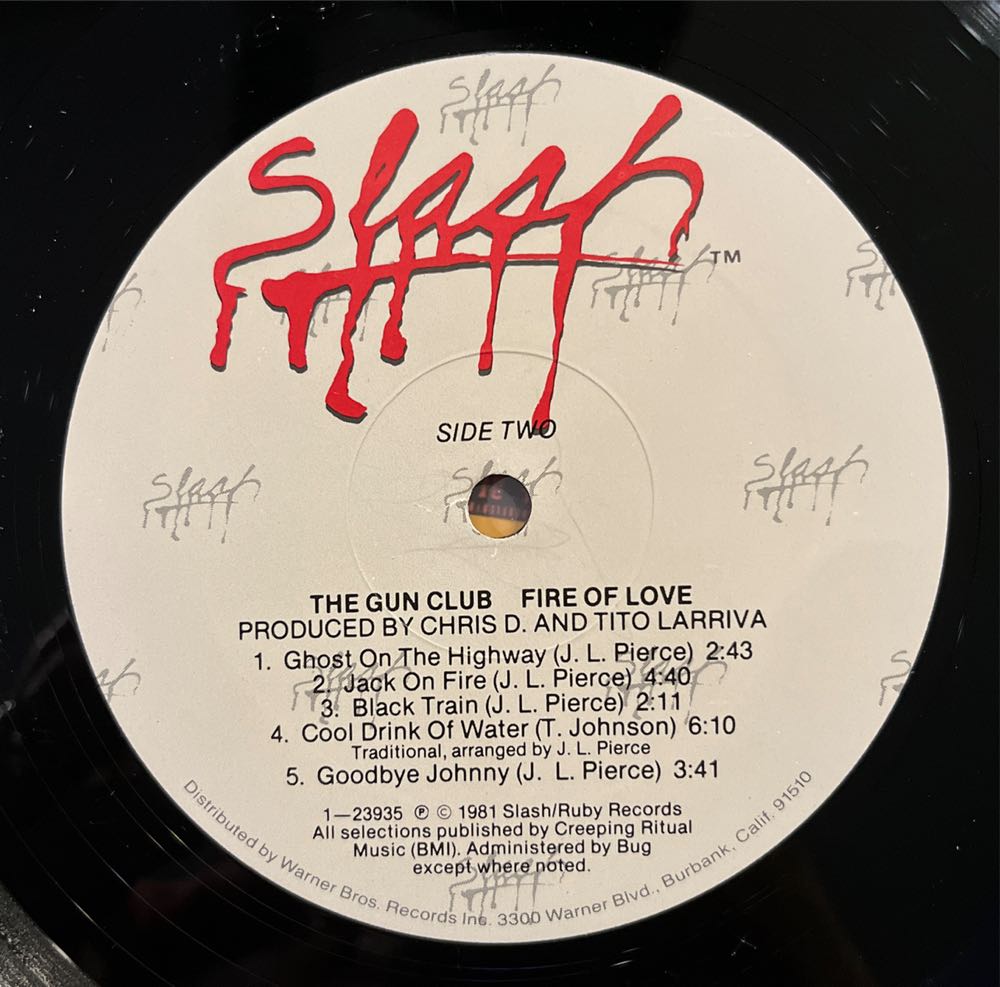 Slash™
SIDE TWO
THE GUN CLUB FIRE OF LOVE
PRODUCED BY CHRIS D. AND TITO LARRIVA
1. Ghost On The Highway (J. L. Pierce) 2:43
2. Jack On Fire (J. L. Pierce) 4:40
3. Black Train (J. L. Pierce) 2:11
4. Cool Drink Of Water (T. Johnson) 6:10
Traditional, arranged by J. L. Pierce
5. Goodbye Johnny (J. L. Pierce) 3:41
1—23935 ℗ © 1981 Slash/Ruby Records
All selections published by Creeping Ritual
Music (BMI). Administered by Bug
except where noted.
Distributed by Warner Bros. Records Inc. 3300 Warner Blvd., Burbank, Calif. 91510